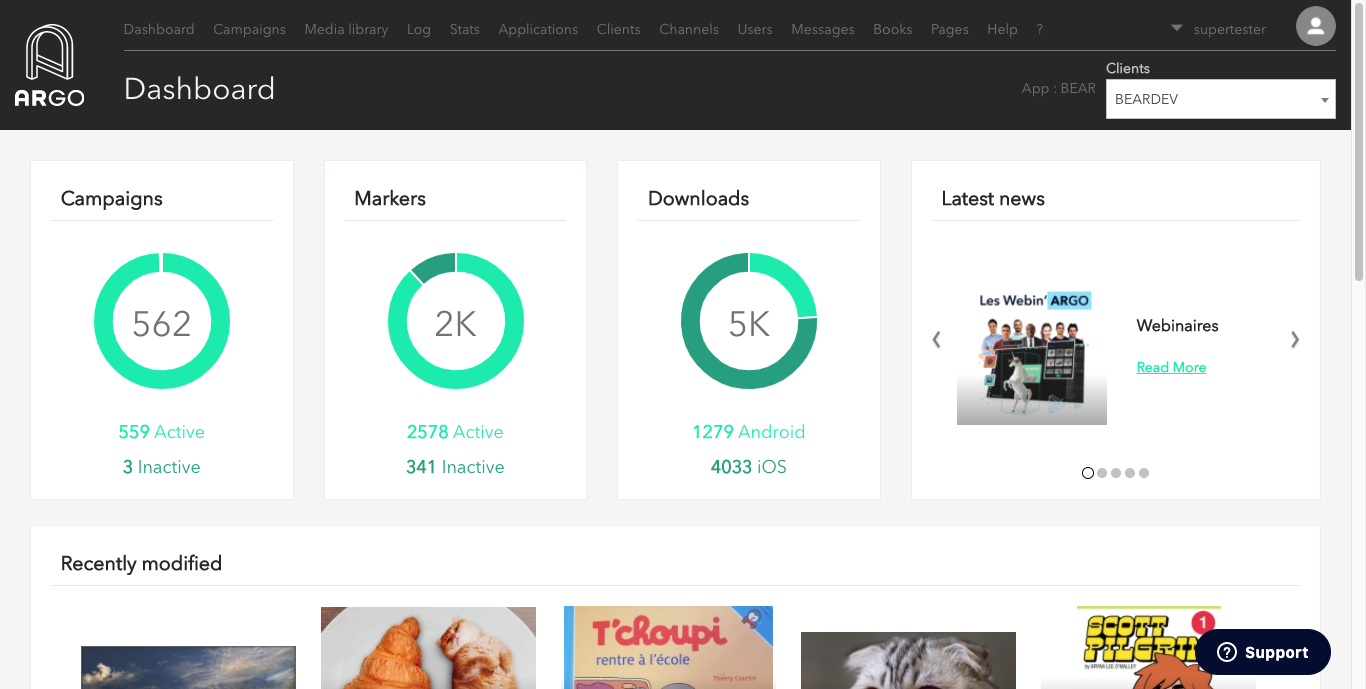 Dashboard Campaigns Media library Log Stats Applications Clients Channels Users Messages Books Pages Help ? supertester
ARGO
Dashboard
App : BEAR
Clients
BEARDEV
Campaigns
562
559 Active
3 Inactive
Markers
2K
2578 Active
341 Inactive
Downloads
5K
1279 Android
4033 iOS
Latest news
Les Webin' ARGO
Webinaires
Read More
Recently modified
T'choupi
rentre à l'école
Thierry Courtin
SCOTT
PILGRIM
by BRYAN LEE O'MALLEY
1
Support